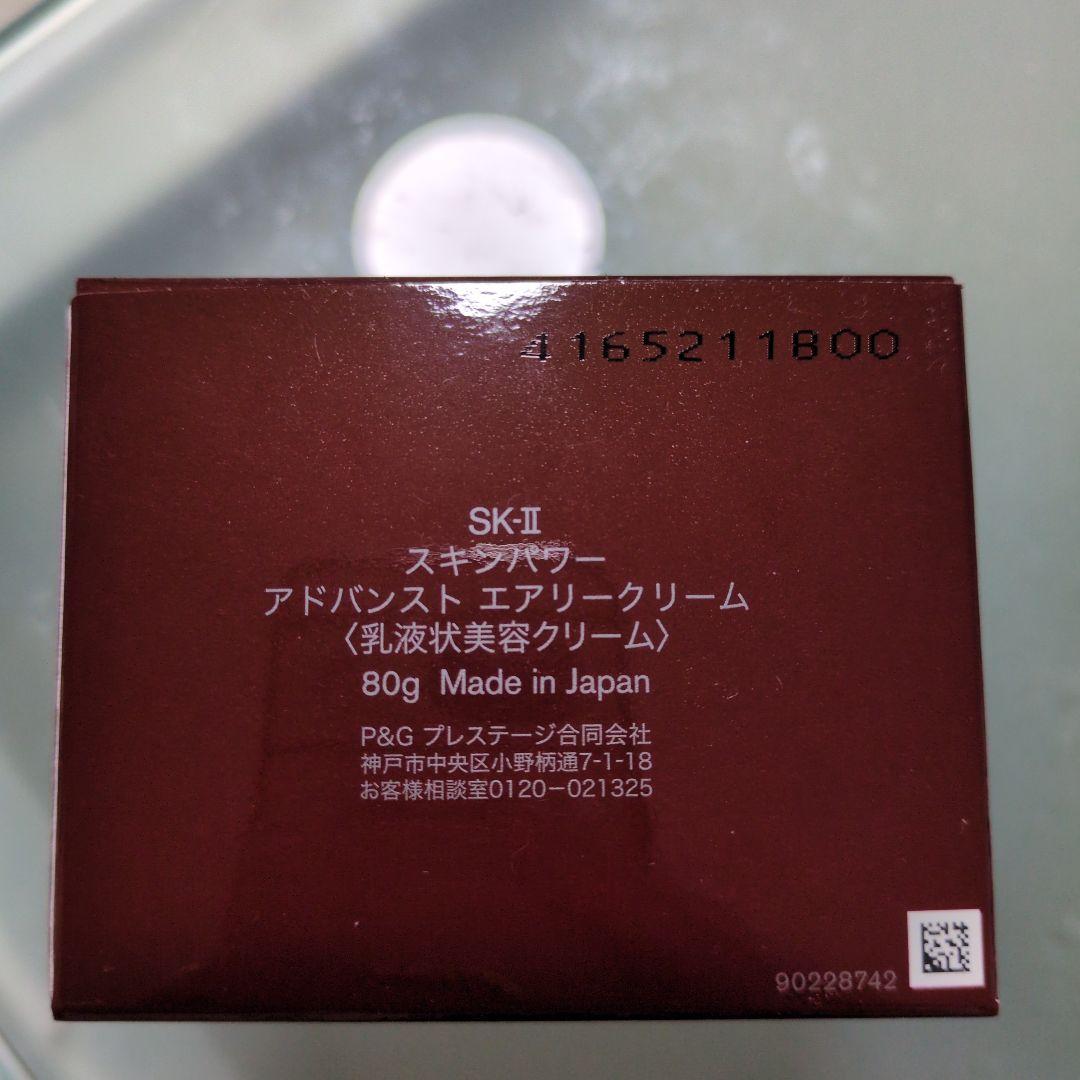 4165211800
SK-II
スキンパワー
アドバンスト エアリークリーム
〈乳液状美容クリーム〉
80g Made in Japan
P&G プレステージ合同会社
神戸市中央区小野柄通7-1-18
お客様相談室0120-021325
90228742